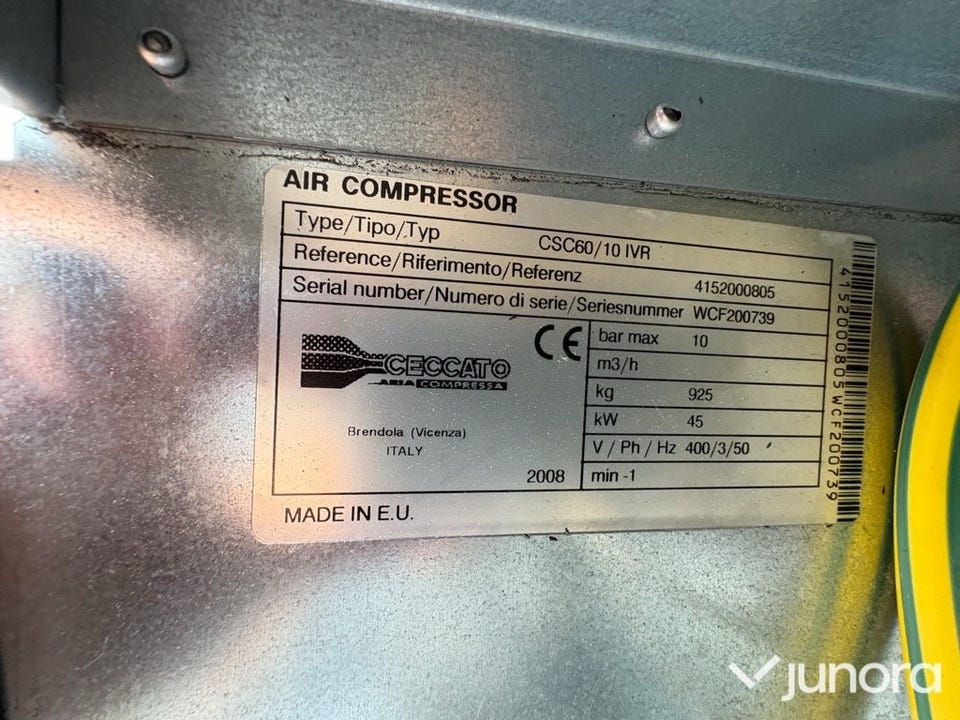 AIR COMPRESSOR
Type/Tipo/Typ CSC60/10 IVR
Reference/Riferimento/Referenz 4152000805
Serial number/Numero di serie/Seriesnummer WCF200739
CECCATO
ARIA COMPRESSA
Brendola (Vicenza)
ITALY
2008
CE
bar max 10
m3/h
kg 925
kW 45
V / Ph / Hz 400/3/50
min -1
MADE IN E.U.
4152000805WCF200739
junora